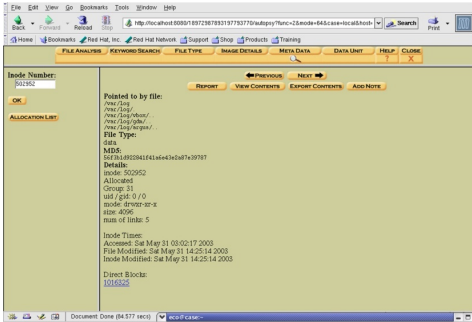 File Edit View Go Bookmarks Tools Window Help
Back Forward Reload Stop http://localhost:8080/18972987893197793770/autopsy?func=2&mode=64&case=local&host= Search Print
Home Bookmarks Red Hat, Inc. Red Hat Network Support Shop Products Training
FILE ANALYSIS KEYWORD SEARCH FILE TYPE IMAGE DETAILS META DATA DATA UNIT HELP CLOSE
? X
Inode Number:
502952
OK
ALLOCATION LIST
PREVIOUS NEXT
REPORT VIEW CONTENTS EXPORT CONTENTS ADD NOTE
Pointed to by file:
/var/log
/var/log/.
/var/log/vbox/..
/var/log/gdm/..
/var/log/argus/..
File Type:
data
MD5:
56f3b1d922841f41a6e43e2a87e39787
Details:
inode: 502952
Allocated
Group: 31
uid / gid: 0 / 0
mode: drwxr-xr-x
size: 4096
num of links: 5
Inode Times:
Accessed: Sat May 31 03:02:17 2003
File Modified: Sat May 31 14:25:14 2003
Inode Modified: Sat May 31 14:25:14 2003
Direct Blocks:
1016325
Document: Done (64.577 secs)